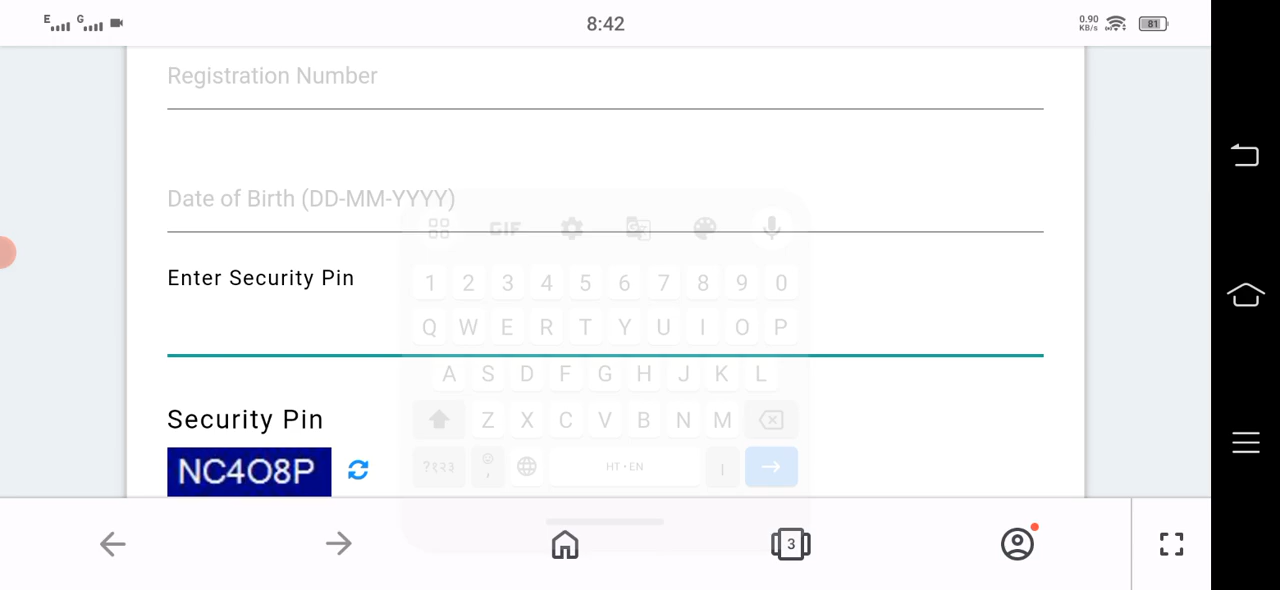 E G 8:42 0.90 KB/s 81
Registration Number
Date of Birth (DD-MM-YYYY)
GIF
Enter Security Pin
1 2 3 4 5 6 7 8 9 0
Q W E R T Y U I O P
A S D F G H J K L
Security Pin
Z X C V B N M
?१२३ , HT • EN ।
NC4O8P
3